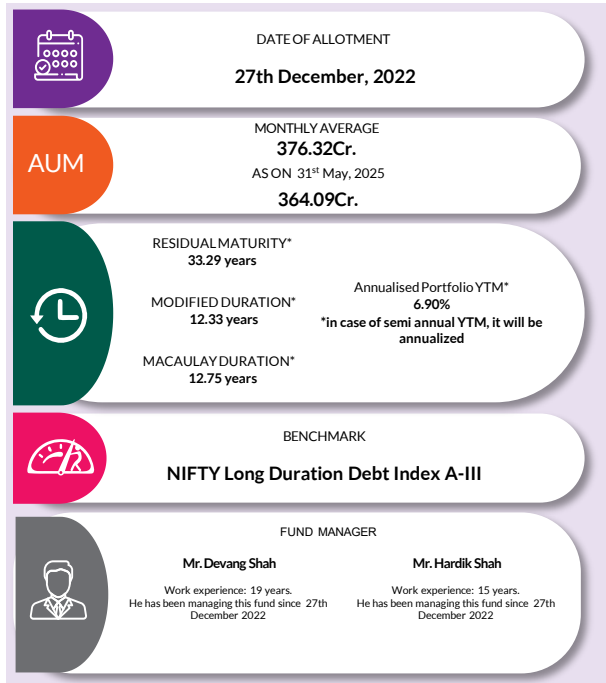 DATE OF ALLOTMENT
27th December, 2022
AUM
MONTHLY AVERAGE
376.32Cr.
AS ON 31st May, 2025
364.09Cr.
RESIDUAL MATURITY*
33.29 years
MODIFIED DURATION*
12.33 years
MACAULAY DURATION*
12.75 years
Annualised Portfolio YTM*
6.90%
*in case of semi annual YTM, it will be
annualized
BENCHMARK
NIFTY Long Duration Debt Index A-III
FUND MANAGER
Mr. Devang Shah
Work experience: 19 years.
He has been managing this fund since 27th
December 2022
Mr. Hardik Shah
Work experience: 15 years.
He has been managing this fund since 27th
December 2022